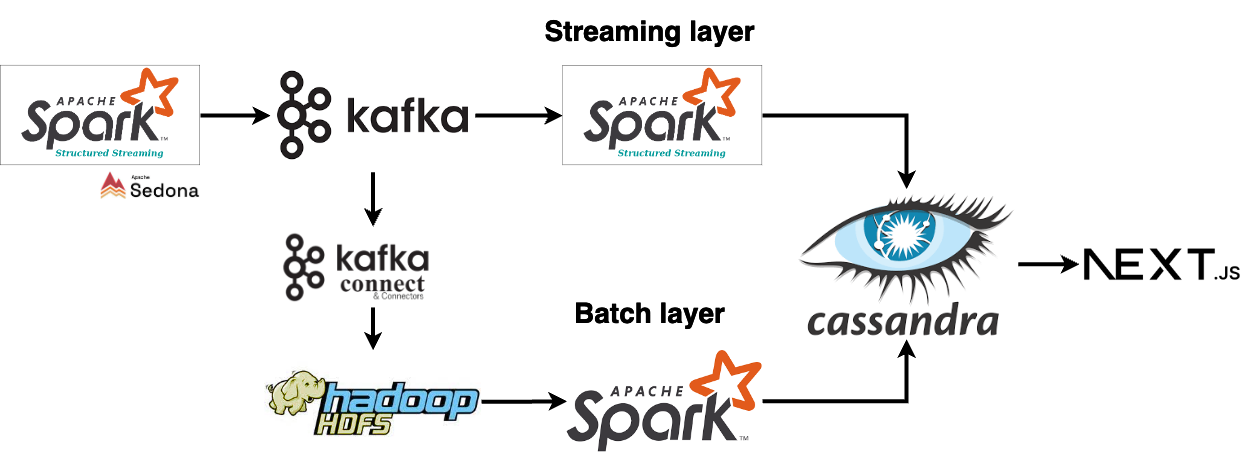 Streaming layer
APACHE
Spark™
Structured Streaming
Apache
Sedona
kafka
APACHE
Spark™
Structured Streaming
kafka
connect
& Connectors
Batch layer
hadoop
HDFS
APACHE
Spark™
cassandra
NEXT.JS